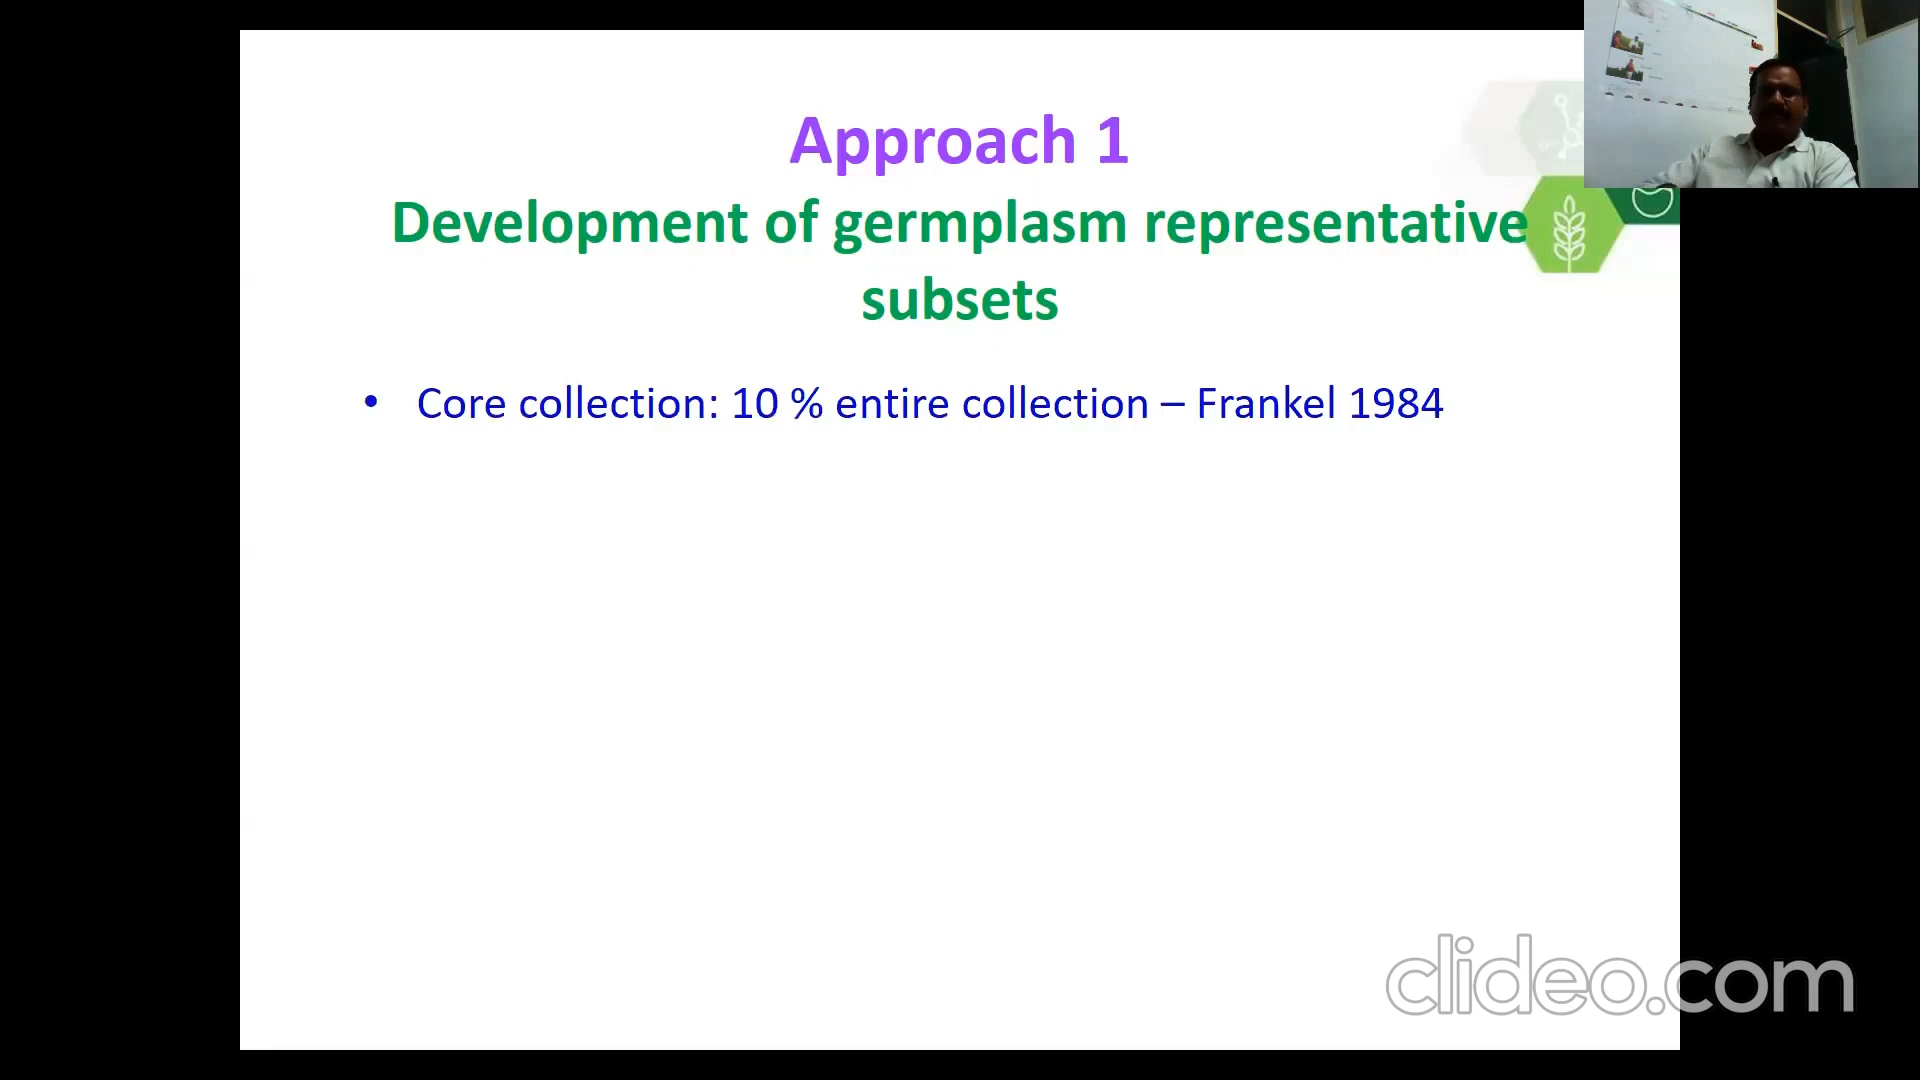 Approach 1
Development of germplasm representative
subsets
• Core collection: 10 % entire collection – Frankel 1984
clideo.com